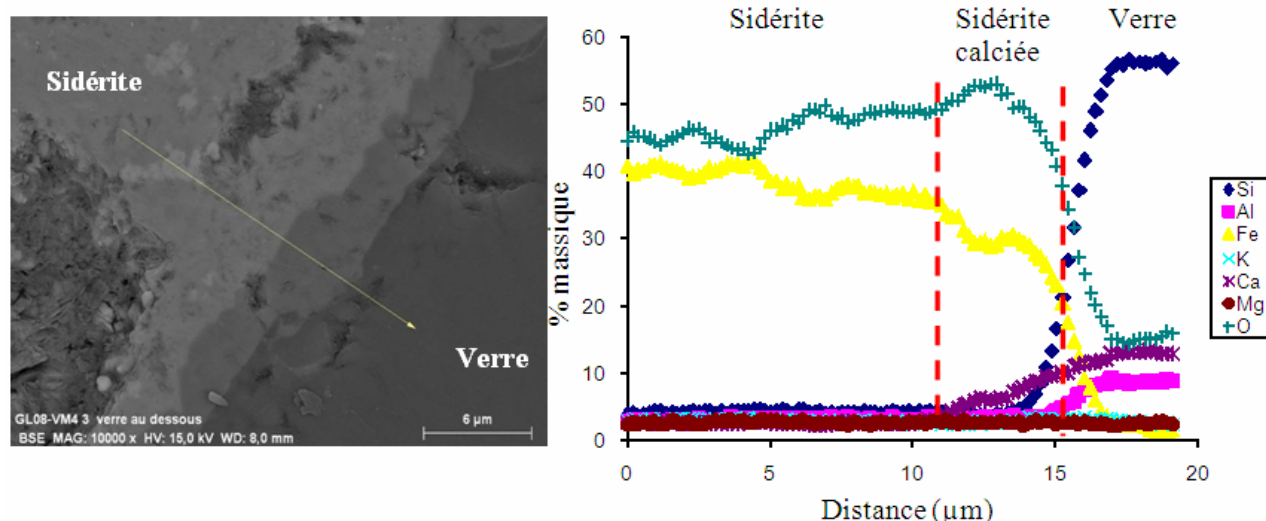 Sidérite
Verre
GL08-VM4 3 verre au dessous
BSE MAG: 10000 x HV: 15,0 kV WD: 8,0 mm
6 µm
Sidérite
Sidérite
calciée
Verre
% massique
60
50
40
30
20
10
0
0
5
10
15
20
Distance (µm)
Si
Al
Fe
K
Ca
Mg
O